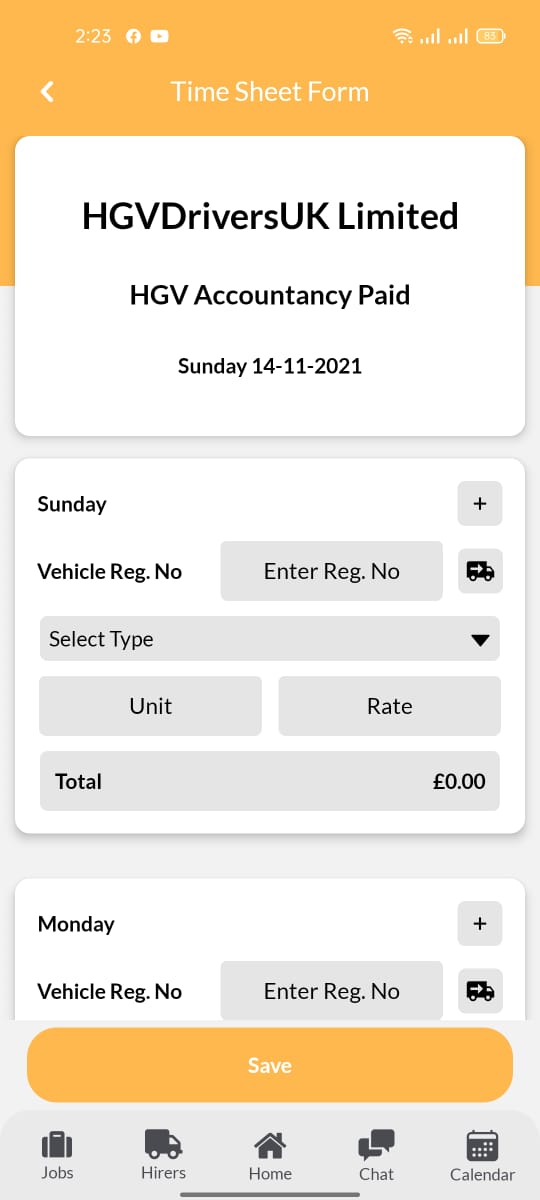 2:23
83
Time Sheet Form
HGVDriversUK Limited
HGV Accountancy Paid
Sunday 14-11-2021
Sunday +
Vehicle Reg. No Enter Reg. No
Select Type
Unit Rate
Total £0.00
Monday +
Vehicle Reg. No Enter Reg. No
Save
Jobs Hirers Home Chat Calendar